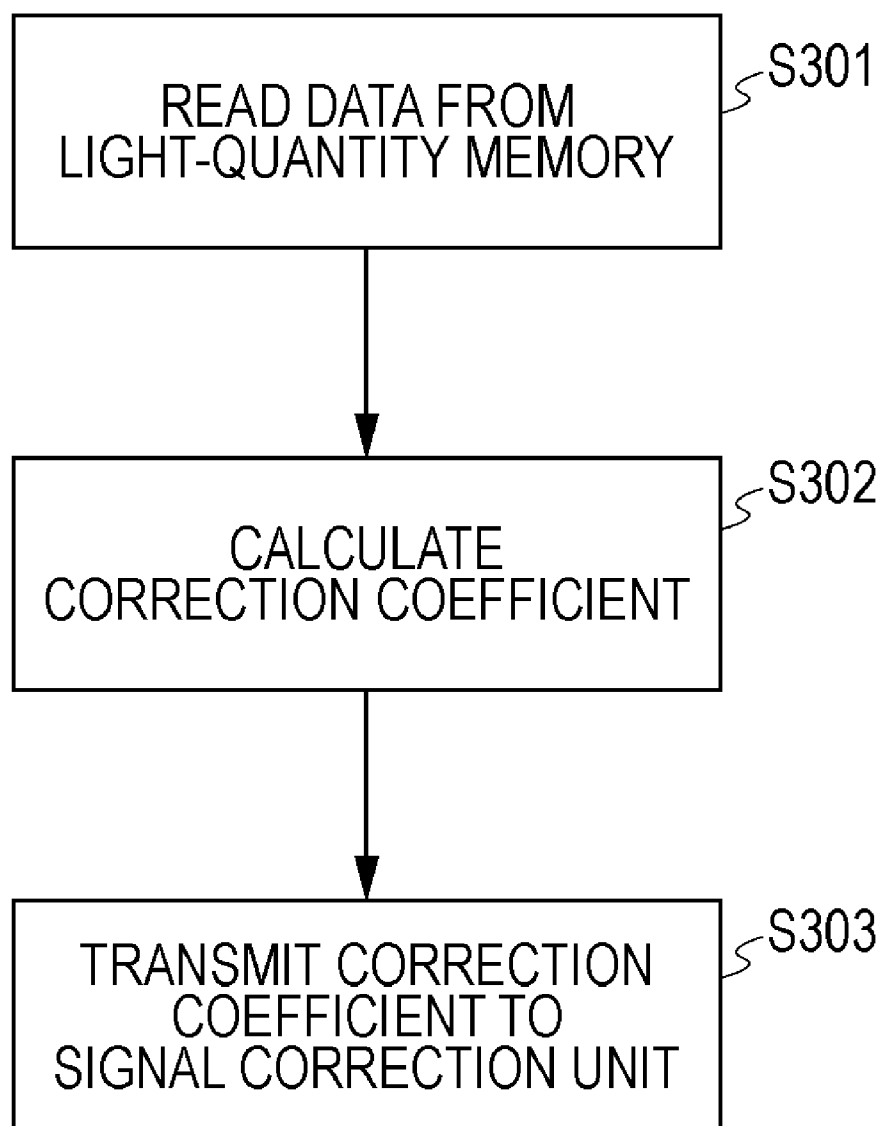 READ DATA FROM
LIGHT-QUANTITY MEMORY
S301
CALCULATE
CORRECTION COEFFICIENT
S302
TRANSMIT CORRECTION
COEFFICIENT TO
SIGNAL CORRECTION UNIT
S303